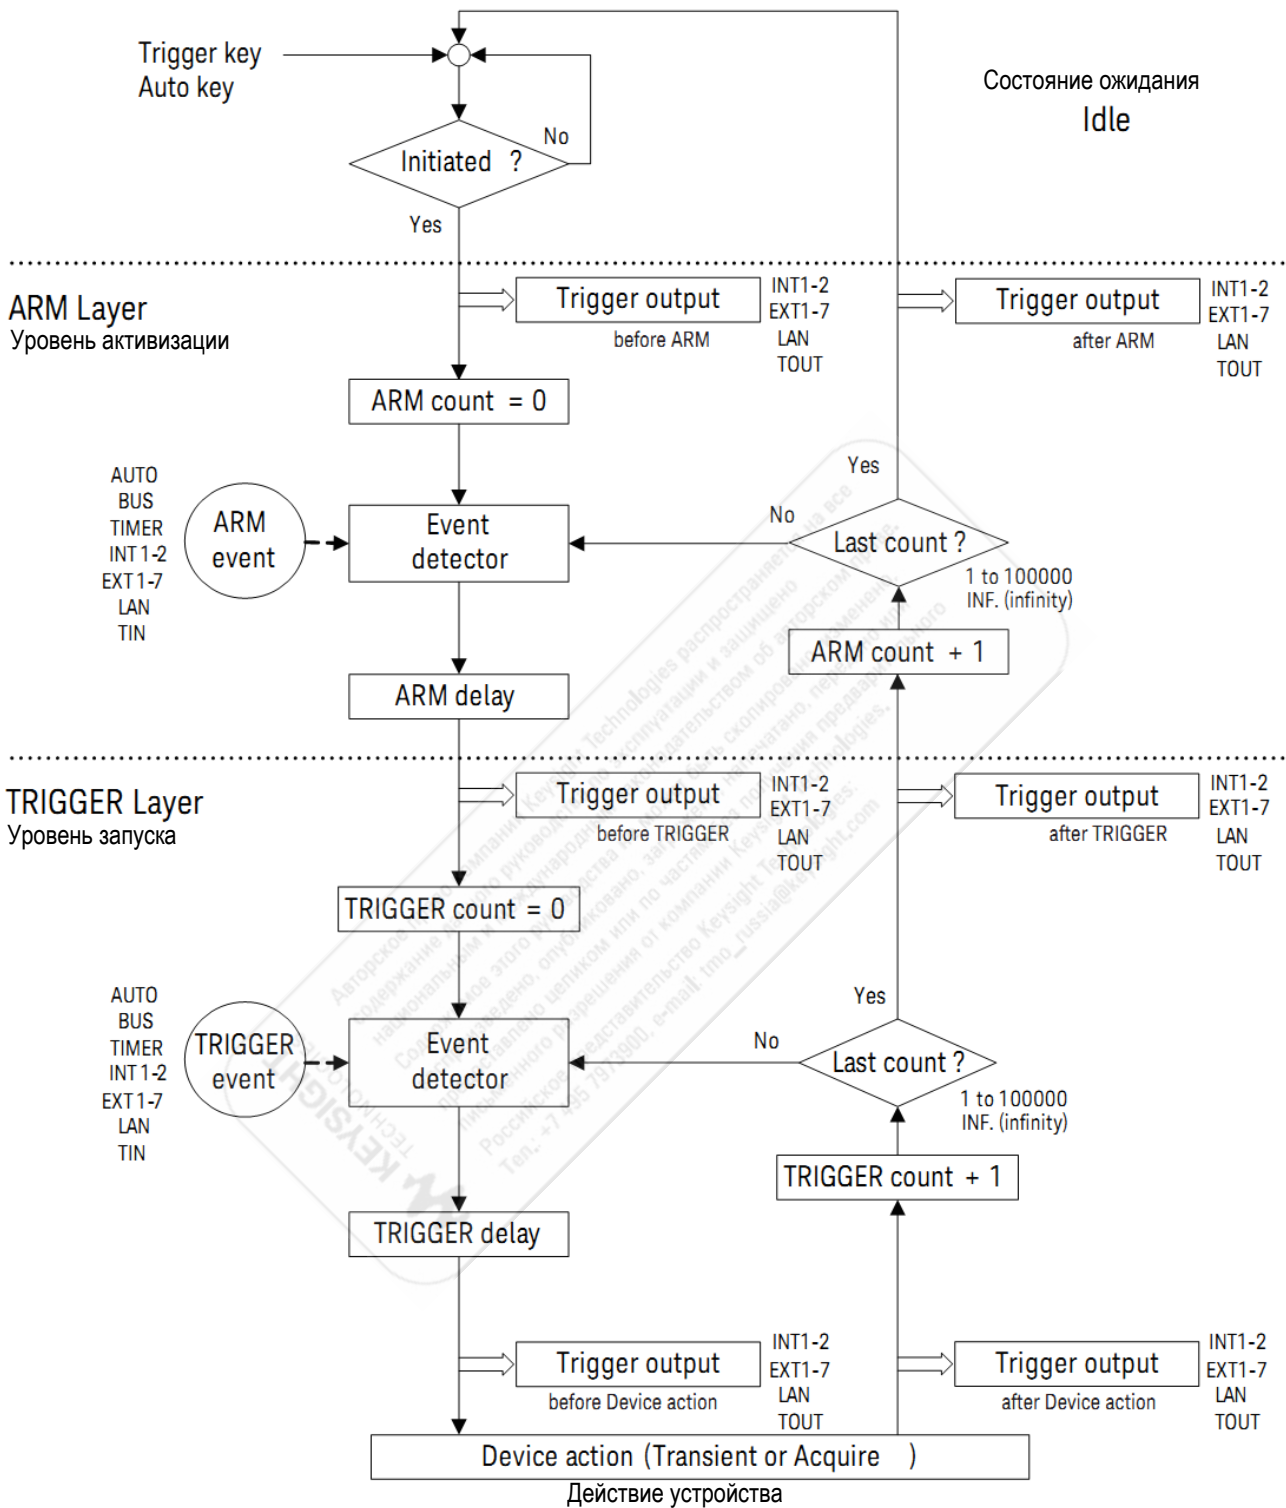 Trigger key
Auto key
Состояние ожидания
Idle
Initiated ?
No
Yes
ARM Layer
Уровень активизации
Trigger output
before ARM
INT1-2
EXT1-7
LAN
TOUT
Trigger output
after ARM
INT1-2
EXT1-7
LAN
TOUT
ARM count = 0
AUTO
BUS
TIMER
INT1-2
EXT1-7
LAN
TIN
ARM
event
Event
detector
No
Yes
Last count ?
1 to 100000
INF. (infinity)
ARM count + 1
ARM delay
TRIGGER Layer
Уровень запуска
Trigger output
before TRIGGER
INT1-2
EXT1-7
LAN
TOUT
Trigger output
after TRIGGER
INT1-2
EXT1-7
LAN
TOUT
TRIGGER count = 0
AUTO
BUS
TIMER
INT1-2
EXT1-7
LAN
TIN
TRIGGER
event
Event
detector
No
Yes
Last count ?
1 to 100000
INF. (infinity)
TRIGGER count + 1
TRIGGER delay
Trigger output
before Device action
INT1-2
EXT1-7
LAN
TOUT
Trigger output
after Device action
INT1-2
EXT1-7
LAN
TOUT
Device action (Transient or Acquire )
Действие устройства
KEYSIGHT
TECHNOLOGIES